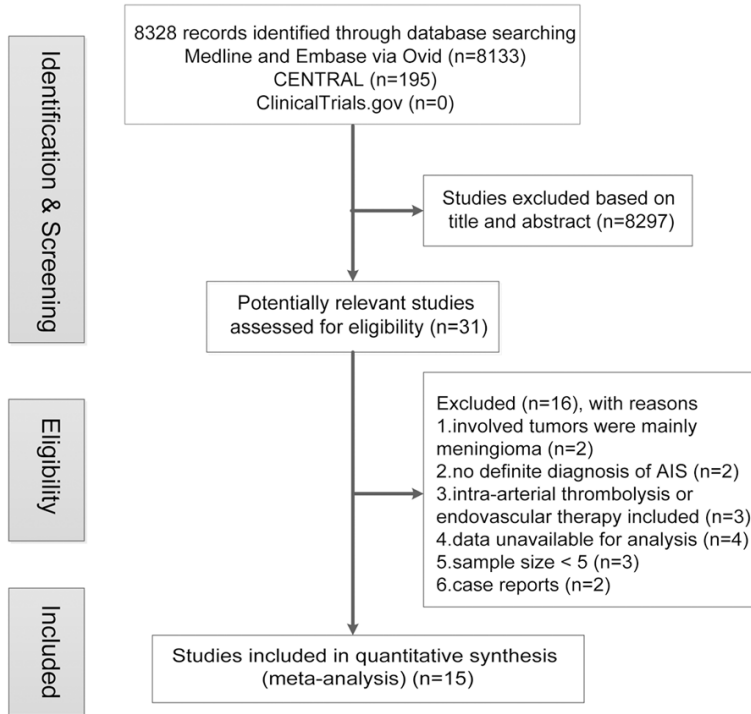 Identification & Screening
8328 records identified through database searching
Medline and Embase via Ovid (n=8133)
CENTRAL (n=195)
ClinicalTrials.gov (n=0)
Studies excluded based on
title and abstract (n=8297)
Potentially relevant studies
assessed for eligibility (n=31)
Eligibility
Excluded (n=16), with reasons
1.involved tumors were mainly
meningioma (n=2)
2.no definite diagnosis of AIS (n=2)
3.intra-arterial thrombolysis or
endovascular therapy included (n=3)
4.data unavailable for analysis (n=4)
5.sample size < 5 (n=3)
6.case reports (n=2)
Included
Studies included in quantitative synthesis
(meta-analysis) (n=15)